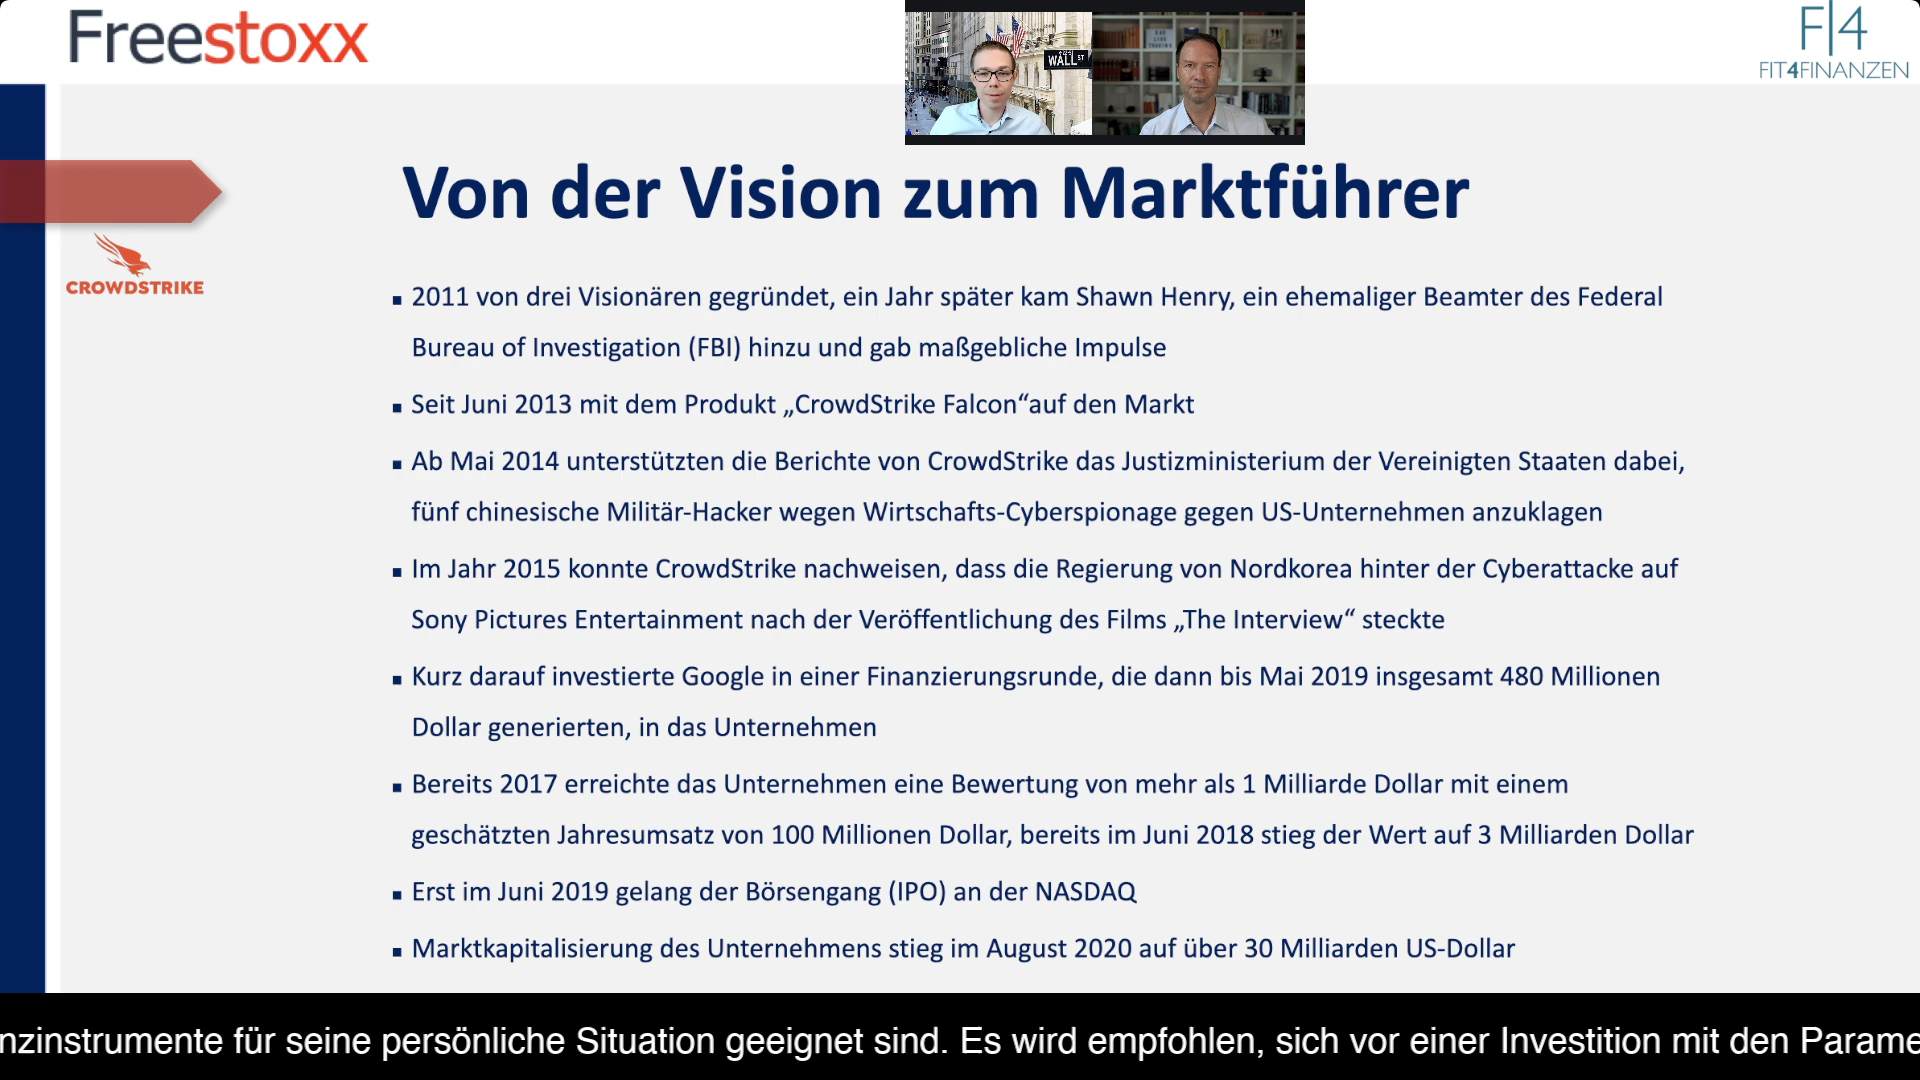 Freestoxx
WALL ST
F|4
FIT4FINANZEN
CROWDSTRIKE
Von der Vision zum Marktführer
▪ 2011 von drei Visionären gegründet, ein Jahr später kam Shawn Henry, ein ehemaliger Beamter des Federal
Bureau of Investigation (FBI) hinzu und gab maßgebliche Impulse
▪ Seit Juni 2013 mit dem Produkt „CrowdStrike Falcon“auf den Markt
▪ Ab Mai 2014 unterstützten die Berichte von CrowdStrike das Justizministerium der Vereinigten Staaten dabei,
fünf chinesische Militär-Hacker wegen Wirtschafts-Cyberspionage gegen US-Unternehmen anzuklagen
▪ Im Jahr 2015 konnte CrowdStrike nachweisen, dass die Regierung von Nordkorea hinter der Cyberattacke auf
Sony Pictures Entertainment nach der Veröffentlichung des Films „The Interview“ steckte
▪ Kurz darauf investierte Google in einer Finanzierungsrunde, die dann bis Mai 2019 insgesamt 480 Millionen
Dollar generierten, in das Unternehmen
▪ Bereits 2017 erreichte das Unternehmen eine Bewertung von mehr als 1 Milliarde Dollar mit einem
geschätzten Jahresumsatz von 100 Millionen Dollar, bereits im Juni 2018 stieg der Wert auf 3 Milliarden Dollar
▪ Erst im Juni 2019 gelang der Börsengang (IPO) an der NASDAQ
▪ Marktkapitalisierung des Unternehmens stieg im August 2020 auf über 30 Milliarden US-Dollar
nzinstrumente für seine persönliche Situation geeignet sind. Es wird empfohlen, sich vor einer Investition mit den Parame